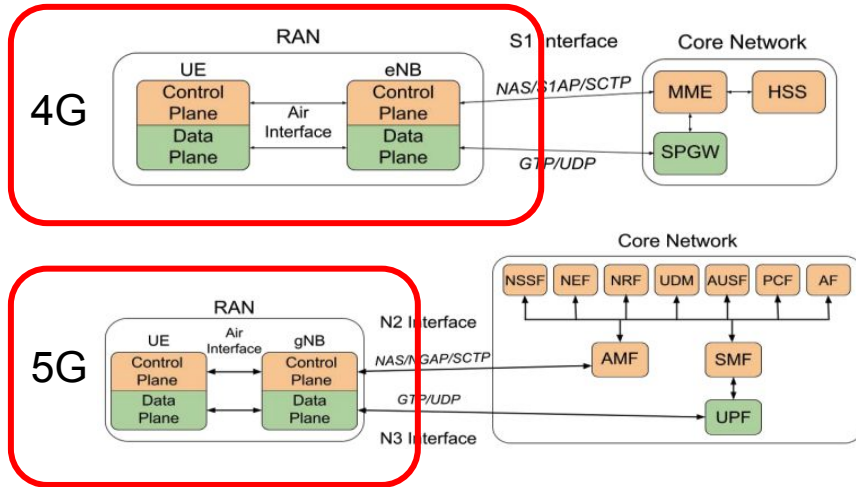 4G
RAN
UE
Control
Plane
Data
Plane
Air
Interface
eNB
Control
Plane
Data
Plane
S1 Interface
NAS/S1AP/SCTP
GTP/UDP
Core Network
MME
HSS
SPGW
5G
RAN
UE
Control
Plane
Data
Plane
Air
Interface
gNB
Control
Plane
Data
Plane
N2 Interface
NAS/NGAP/SCTP
GTP/UDP
N3 Interface
Core Network
NSSF
NEF
NRF
UDM
AUSF
PCF
AF
AMF
SMF
UPF